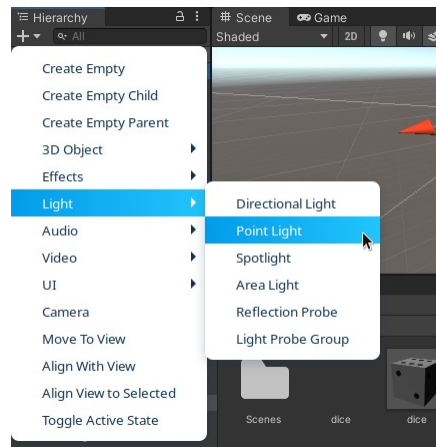 Hierarchy
Scene
Game
All
Shaded
2D
Create Empty
Create Empty Child
Create Empty Parent
3D Object
Effects
Light
Audio
Video
UI
Camera
Move To View
Align With View
Align View to Selected
Toggle Active State
Directional Light
Point Light
Spotlight
Area Light
Reflection Probe
Light Probe Group
Scenes
dice
dice